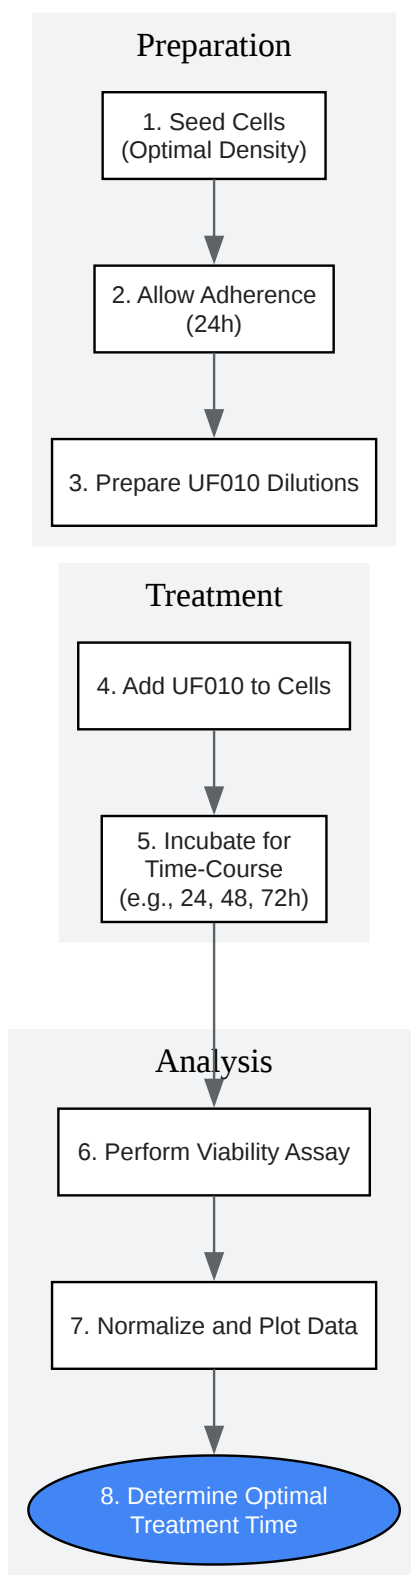 Preparation
1. Seed Cells
(Optimal Density)
2. Allow Adherence
(24h)
3. Prepare UF010 Dilutions
Treatment
4. Add UF010 to Cells
5. Incubate for
Time-Course
(e.g., 24, 48, 72h)
Analysis
6. Perform Viability Assay
7. Normalize and Plot Data
8. Determine Optimal
Treatment Time